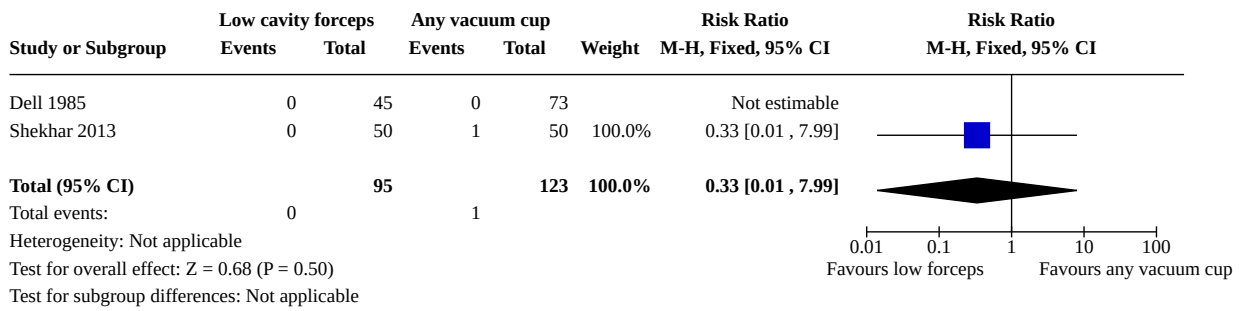 Low cavity forceps Any vacuum cup Risk Ratio Risk Ratio
Study or Subgroup Events Total Events Total Weight M-H, Fixed, 95% CI M-H, Fixed, 95% CI
Dell 1985 0 45 0 73 Not estimable
Shekhar 2013 0 50 1 50 100.0% 0.33 [0.01 , 7.99]
Total (95% CI) 95 123 100.0% 0.33 [0.01 , 7.99]
Total events: 0 1
Heterogeneity: Not applicable
0.01 0.1 1 10 100
Test for overall effect: Z = 0.68 (P = 0.50)
Favours low forceps Favours any vacuum cup
Test for subgroup differences: Not applicable